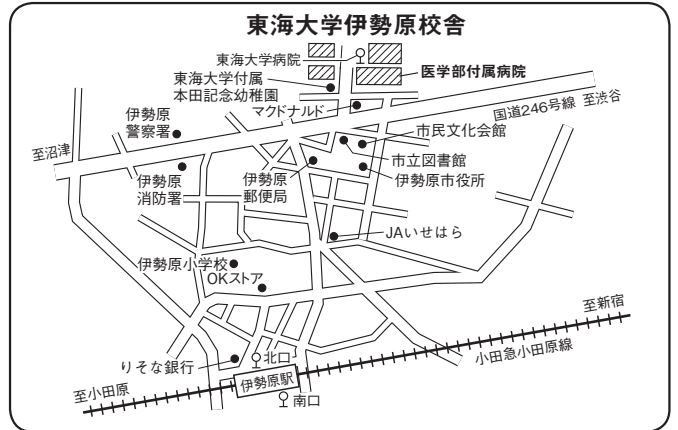 東海大学伊勢原校舎
東海大学病院
医学部付属病院
東海大学付属
本田記念幼稚園
マクドナルド
国道246号線
至渋谷
伊勢原
警察署
市民文化会館
至沼津
市立図書館
伊勢原
消防署
伊勢原
郵便局
伊勢原市役所
JAいせはら
伊勢原小学校
OKストア
至新宿
りそな銀行
北口
小田急小田原線
伊勢原駅
至小田原
南口